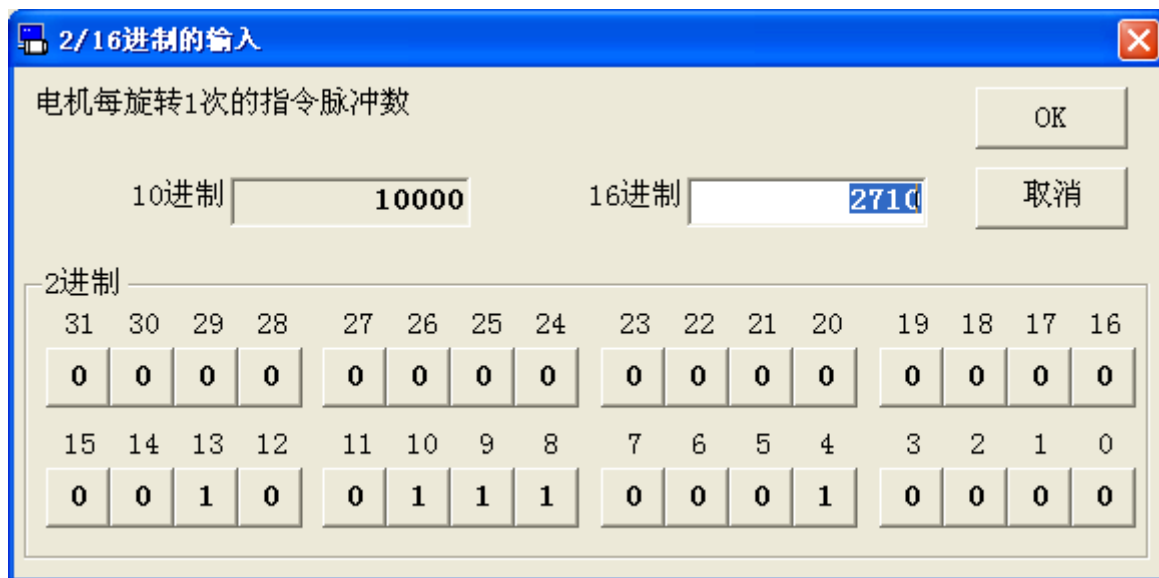 2/16进制的输入
电机每旋转1次的指令脉冲数
OK
10进制 10000 16进制 2710 取消
2进制
31 30 29 28 27 26 25 24 23 22 21 20 19 18 17 16
0 0 0 0 0 0 0 0 0 0 0 0 0 0 0 0
15 14 13 12 11 10 9 8 7 6 5 4 3 2 1 0
0 0 1 0 0 1 1 1 0 0 0 1 0 0 0 0